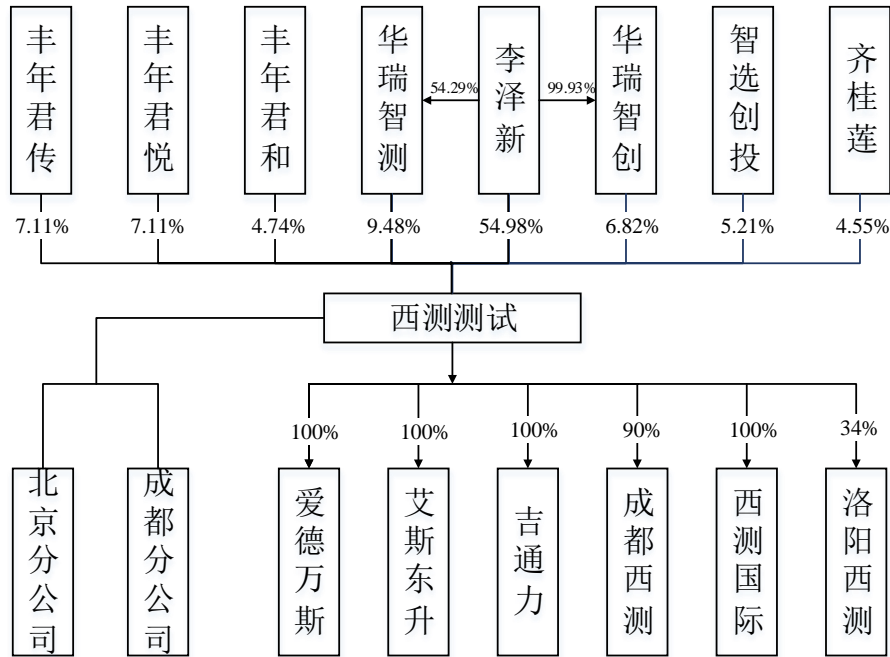 丰年君传
丰年君悦
丰年君和
华瑞智测
李泽新
华瑞智创
智选创投
齐桂莲
54.29%
99.93%
7.11%
7.11%
4.74%
9.48%
54.98%
6.82%
5.21%
4.55%
西测测试
100%
100%
100%
90%
100%
34%
北京分公司
成都分公司
爱德万斯
艾斯东升
吉通力
成都西测
西测国际
洛阳西测